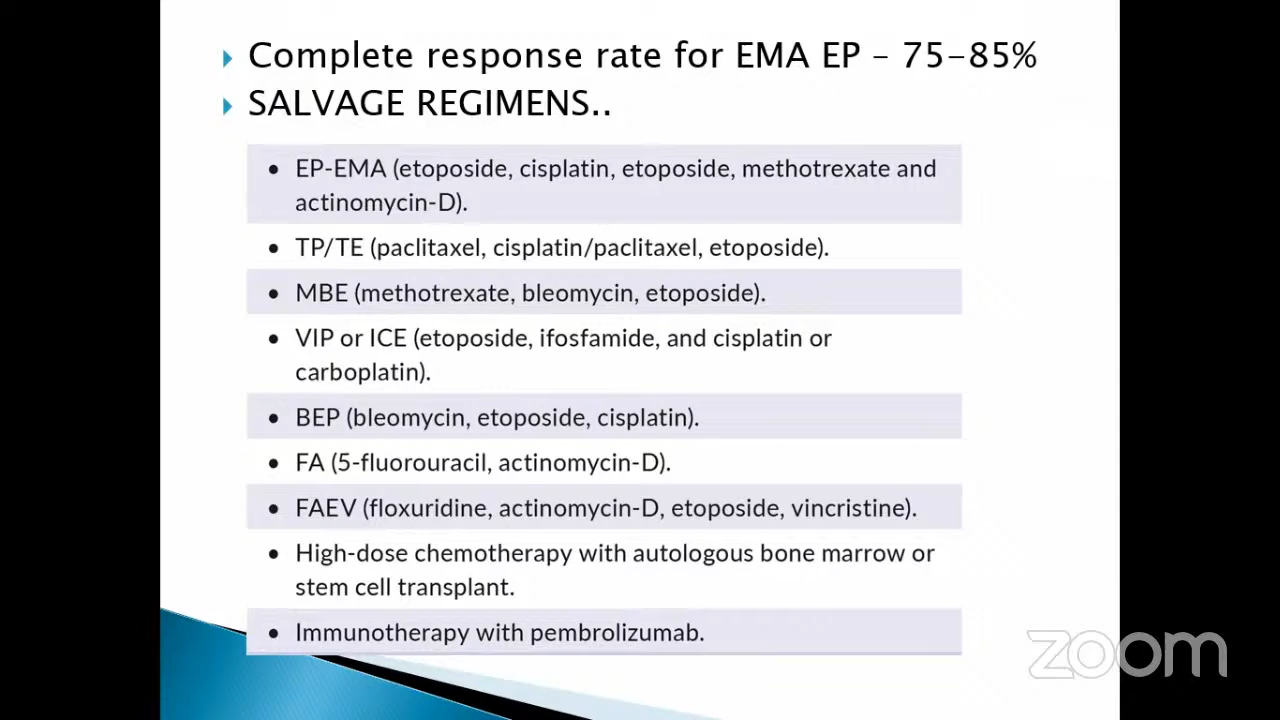 Complete response rate for EMA EP – 75-85%
SALVAGE REGIMENS..
• EP-EMA (etoposide, cisplatin, etoposide, methotrexate and
actinomycin-D).
• TP/TE (paclitaxel, cisplatin/paclitaxel, etoposide).
• MBE (methotrexate, bleomycin, etoposide).
• VIP or ICE (etoposide, ifosfamide, and cisplatin or
carboplatin).
• BEP (bleomycin, etoposide, cisplatin).
• FA (5-fluorouracil, actinomycin-D).
• FAEV (floxuridine, actinomycin-D, etoposide, vincristine).
• High-dose chemotherapy with autologous bone marrow or
stem cell transplant.
• Immunotherapy with pembrolizumab.
zoom